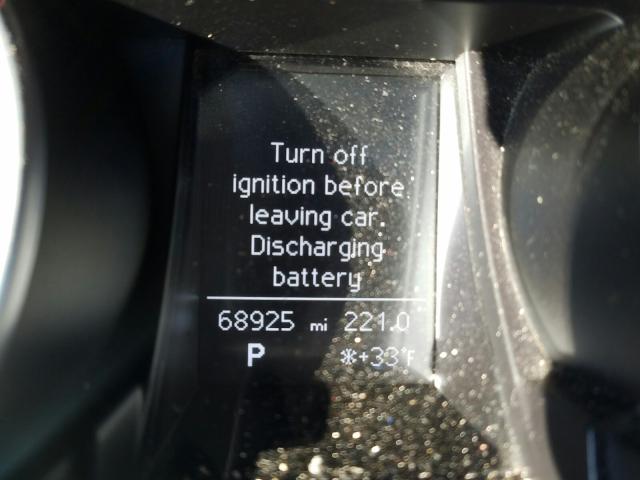 Turn off
ignition before
leaving car.
Discharging
battery
68925 mi 221.0
P ❄+33°F